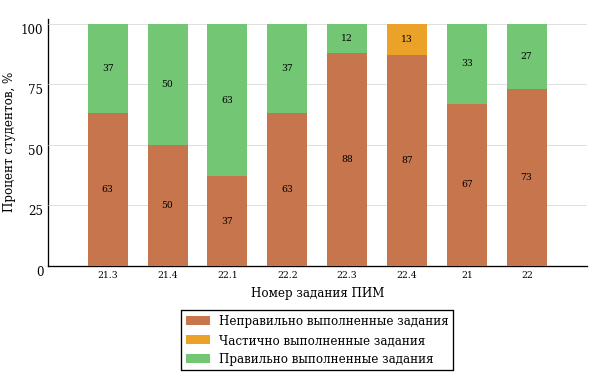 Процент студентов, %
100
75
50
25
0
37 50 63 37 12 13 33 27
63 50 37 63 88 87 67 73
21.3 21.4 22.1 22.2 22.3 22.4 21 22
Номер задания ПИМ
Неправильно выполненные задания
Частично выполненные задания
Правильно выполненные задания